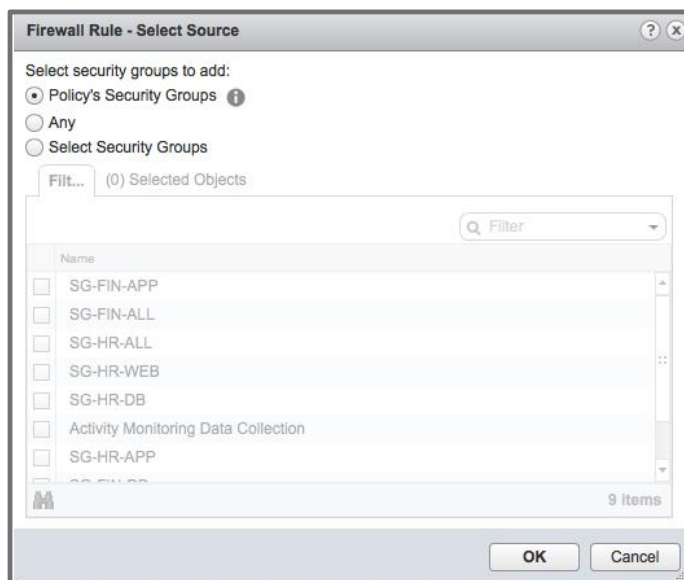 Firewall Rule - Select Source
Select security groups to add:
Policy's Security Groups
Any
Select Security Groups
Filt... (0) Selected Objects
Filter
Name
SG-FIN-APP
SG-FIN-ALL
SG-HR-ALL
SG-HR-WEB
SG-HR-DB
Activity Monitoring Data Collection
SG-HR-APP
9 items
OK Cancel